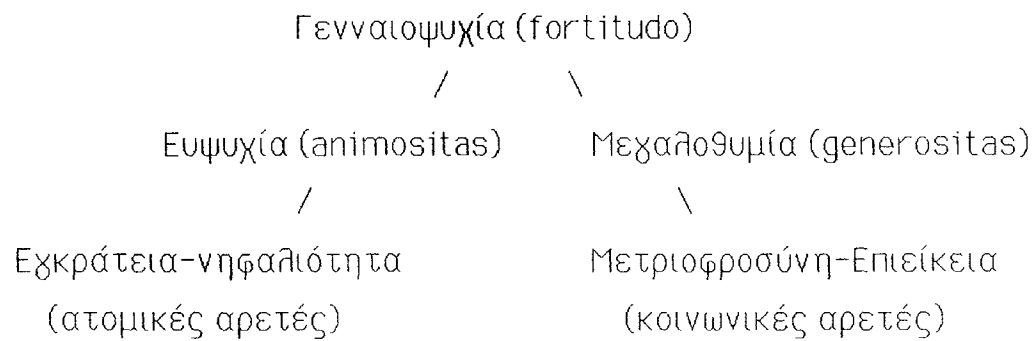 Γενναιοψυχία (fortitudo)
/ \
Ευψυχία (animositas) Μεγαλοθυμία (generositas)
/ \
Εγκράτεια-νηφαλιότητα Μετριοφροσύνη-Επιείκεια
(ατομικές αρετές) (κοινωνικές αρετές)